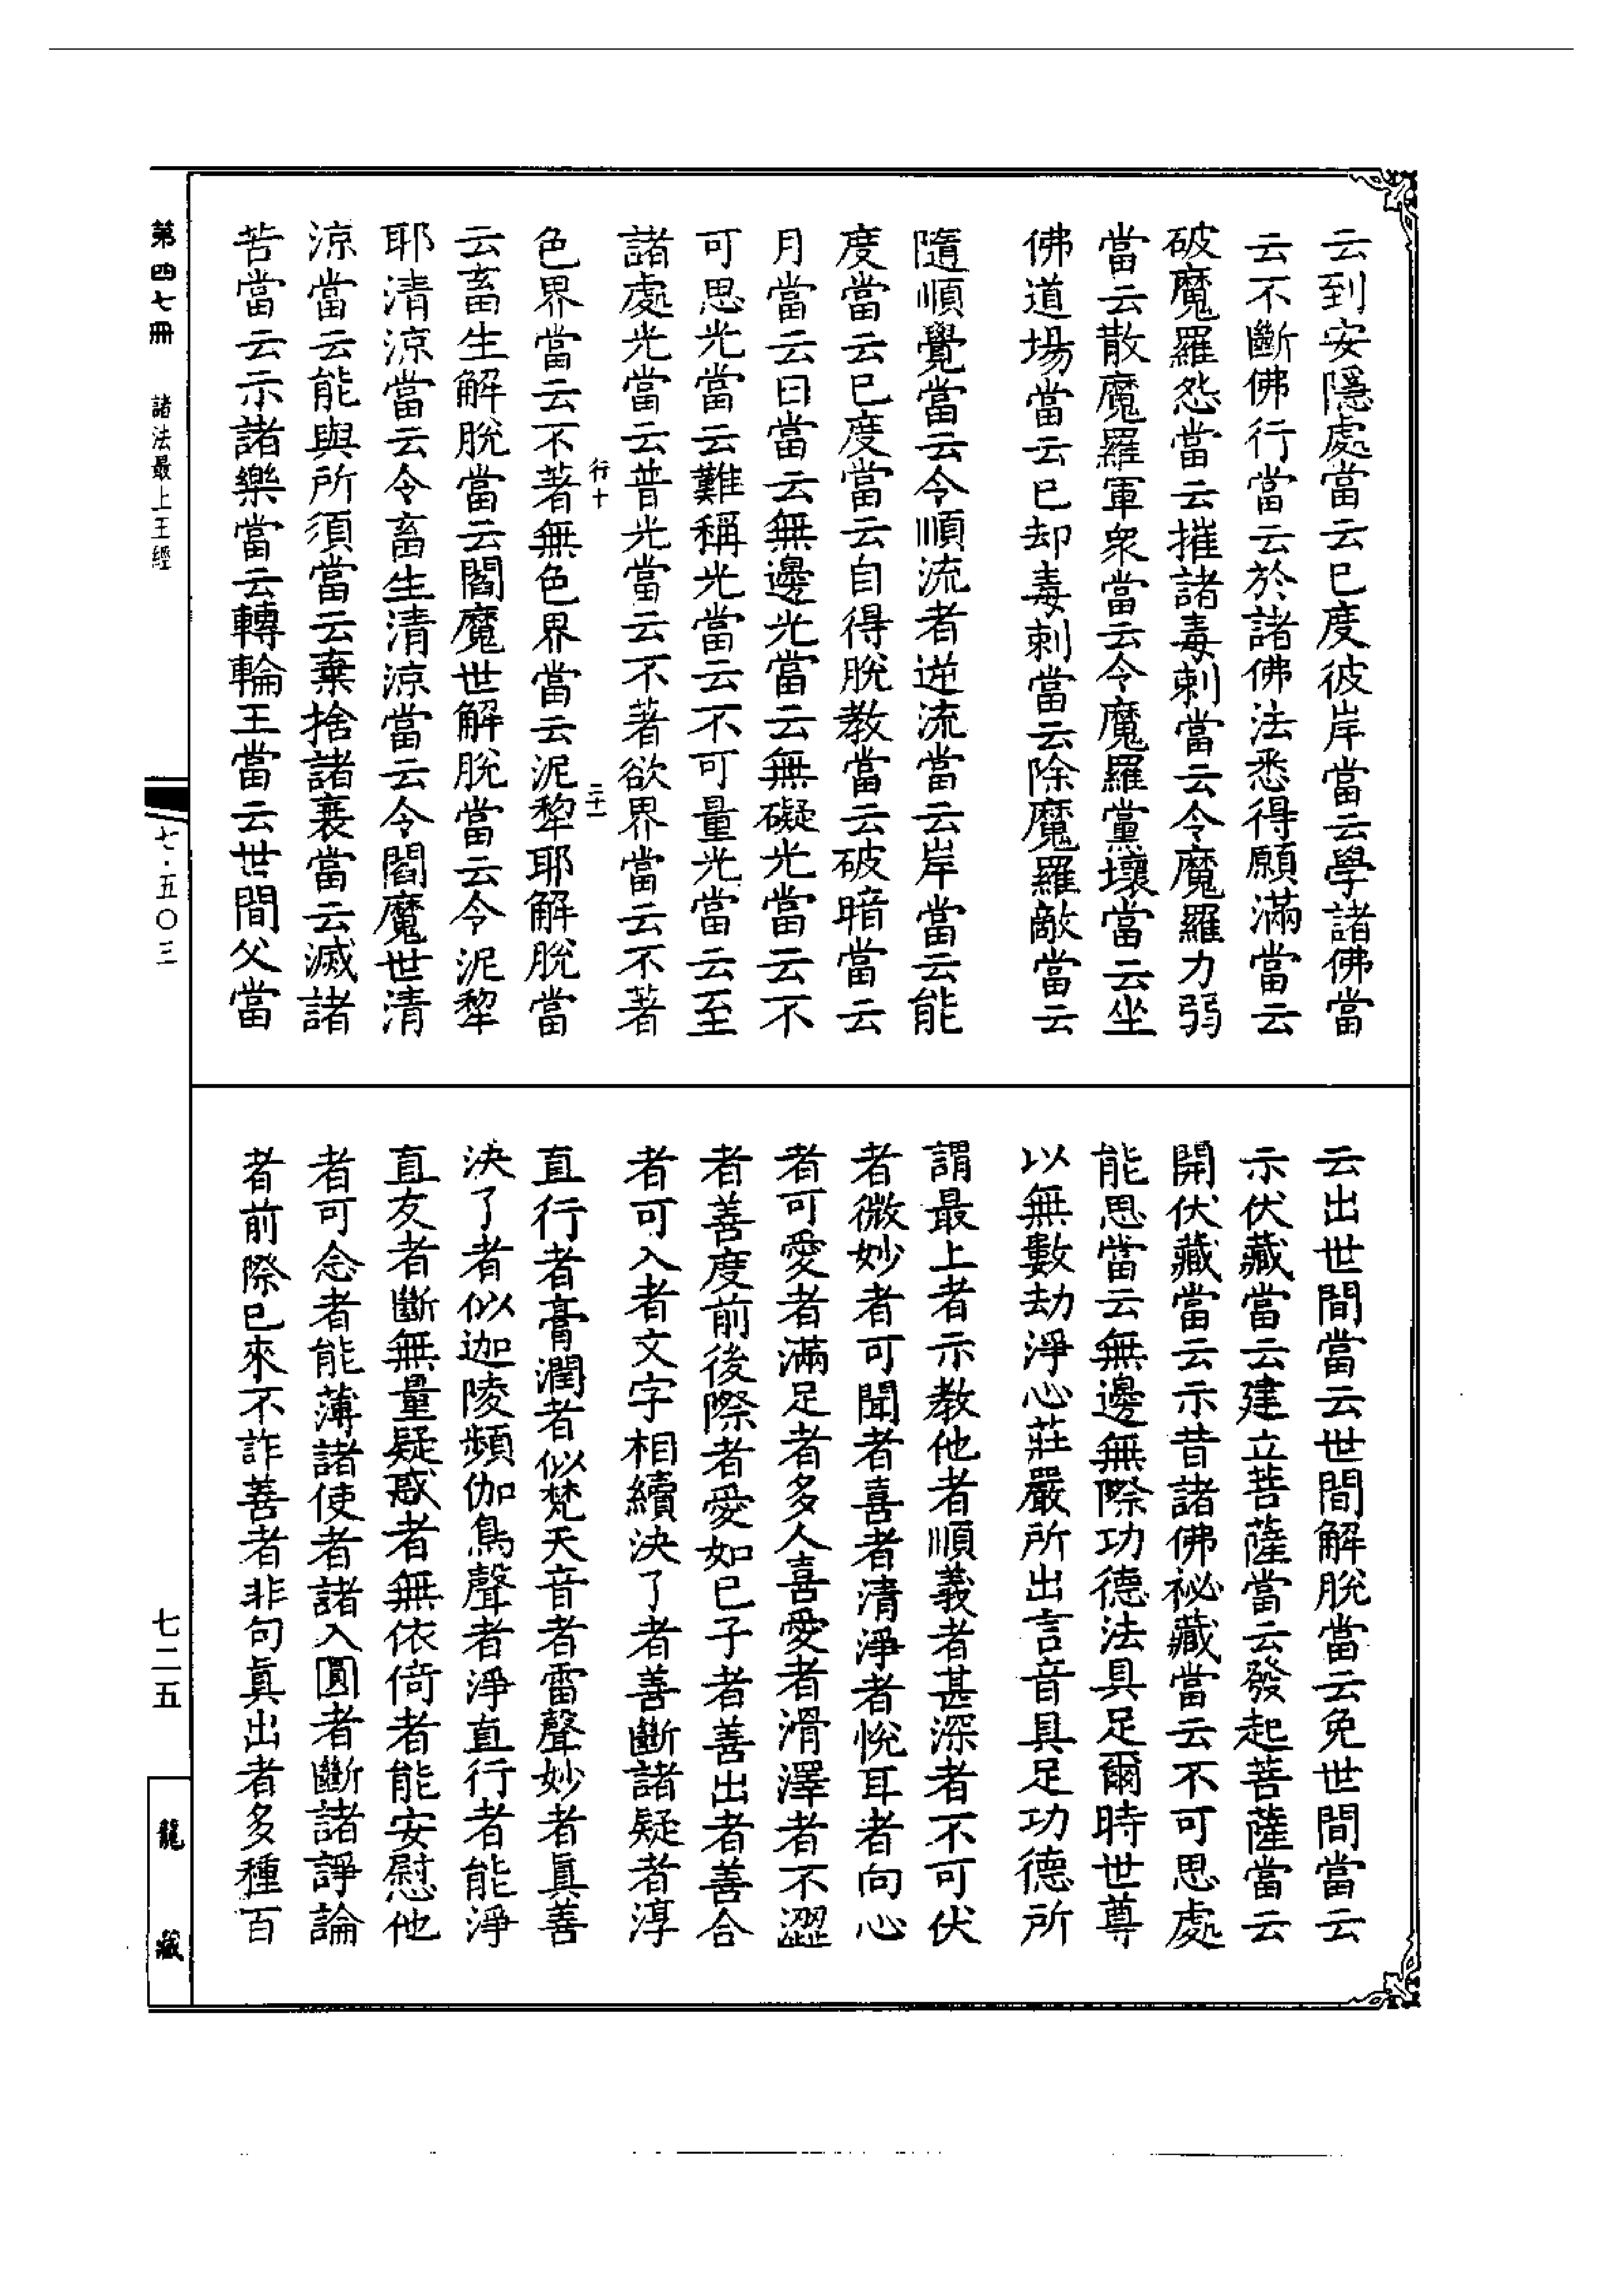 云到安隱處當云已度彼岸當云學諸佛當
云不斷佛行當云於諸佛法悉得願滿當云
破魔羅怨當云摧諸毒刺當云令魔羅力弱
當云散魔羅軍衆當云令魔羅黨壞當云坐
佛道場當云已却毒刺當云除魔羅敵當云
隨順覺當云令順流者逆流當云岸當云能
度當云已度當云自得脫教當云破暗當云
月當云日當云無邊光當云無礙光當云不
可思光當云難稱光當云不可量光當云至
諸處光當云普光當云不著欲界當云不著
行十 二十一
色界當云不著無色界當云泥犂耶解脫當
云畜生解脫當云閻魔世解脫當云令泥犂
耶清涼當云令畜生清涼當云令閻魔世清
涼當云能與所須當云棄捨諸蓑當云滅諸
苦當云示諸樂當云轉輪王當云世間父當
云出世間當云世間解脫當云免世間當云
示伏藏當云建立菩薩當云發起菩薩當云
開伏藏當云示昔諸佛祕藏當云不可思處
能思當云無邊無際功德法具足爾時世尊
以無數劫淨心莊嚴所出言音具足功德所
謂最上者示教他者順義者甚深者不可伏
者微妙者可聞者喜者清淨者悅耳者向心
者可愛者滿足者多人喜愛者滑澤者不澀
者善度前後際者愛如已子者善出者善合
者可入者文字相續決了者善斷諸疑者淳
直行者膏潤者似梵天音者雷聲妙者眞善
決了者似迦陵頻伽鳥聲者淨直行者能淨
直友者斷無量疑惑者無依倚者能安慰他
者可念者能薄諸使者諸入圓者斷諸諍論
者前際已來不詐善者非句眞出者多種百
第四七冊 諸法最上王經
七·五〇三
七二五
龍藏